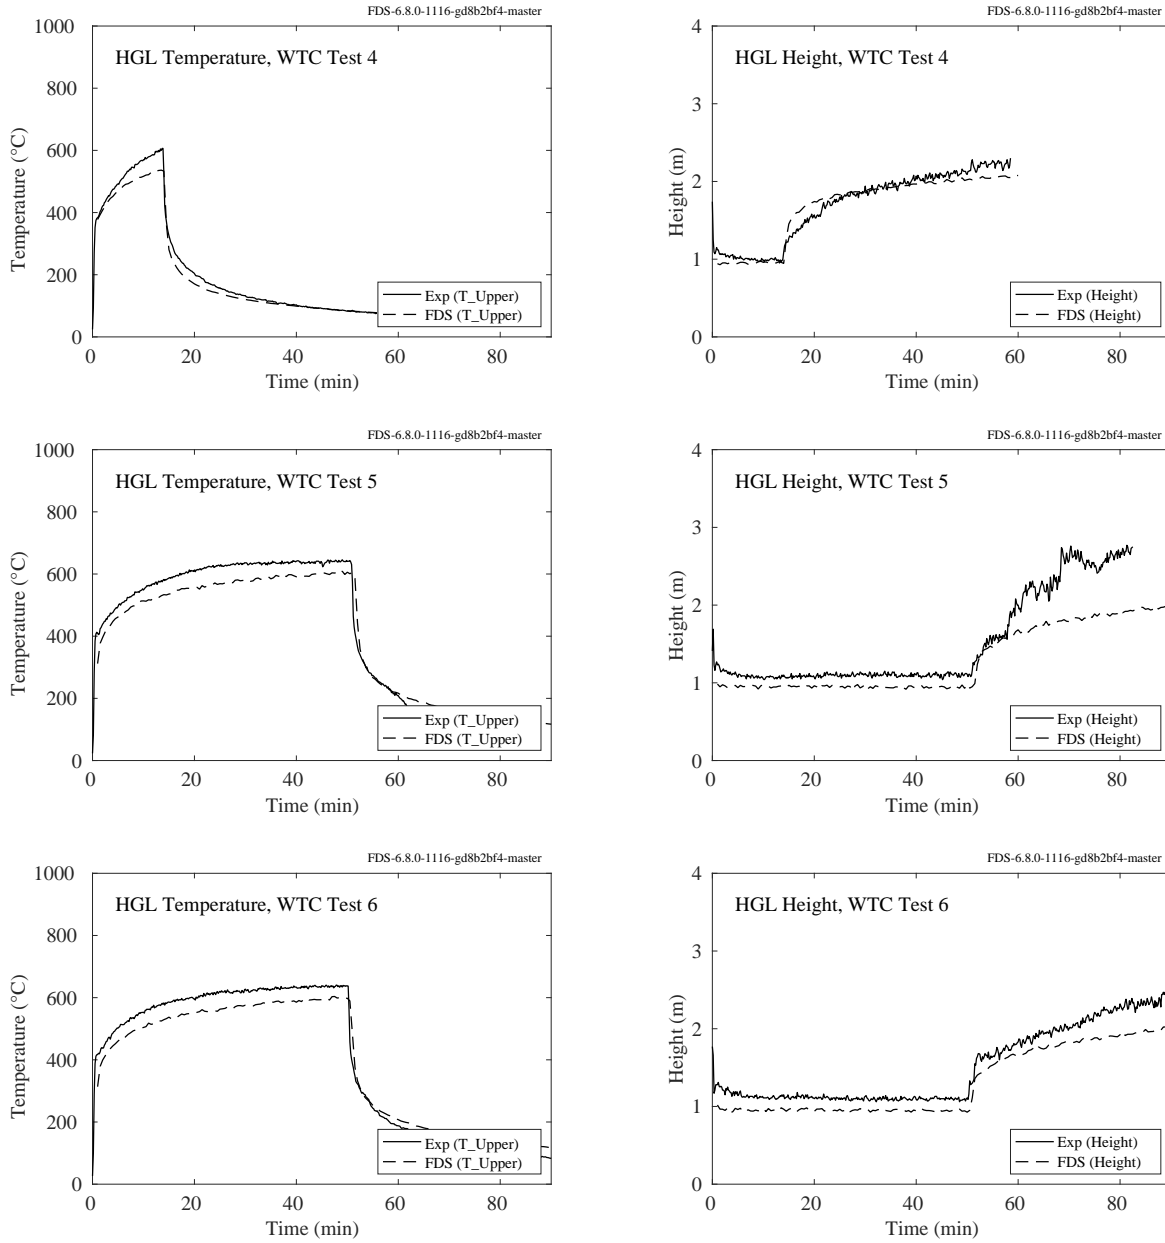 FDS-6.8.0-1116-gd8b2bf4-master
HGL Temperature, WTC Test 4
Temperature (°C)
1000
800
600
400
200
0
0 20 40 60 80
Time (min)
Exp (T_Upper)
FDS (T_Upper)
FDS-6.8.0-1116-gd8b2bf4-master
HGL Height, WTC Test 4
Height (m)
4
3
2
1
0
0 20 40 60 80
Time (min)
Exp (Height)
FDS (Height)
FDS-6.8.0-1116-gd8b2bf4-master
HGL Temperature, WTC Test 5
Temperature (°C)
1000
800
600
400
200
0
0 20 40 60 80
Time (min)
Exp (T_Upper)
FDS (T_Upper)
FDS-6.8.0-1116-gd8b2bf4-master
HGL Height, WTC Test 5
Height (m)
4
3
2
1
0
0 20 40 60 80
Time (min)
Exp (Height)
FDS (Height)
FDS-6.8.0-1116-gd8b2bf4-master
HGL Temperature, WTC Test 6
Temperature (°C)
1000
800
600
400
200
0
0 20 40 60 80
Time (min)
Exp (T_Upper)
FDS (T_Upper)
FDS-6.8.0-1116-gd8b2bf4-master
HGL Height, WTC Test 6
Height (m)
4
3
2
1
0
0 20 40 60 80
Time (min)
Exp (Height)
FDS (Height)